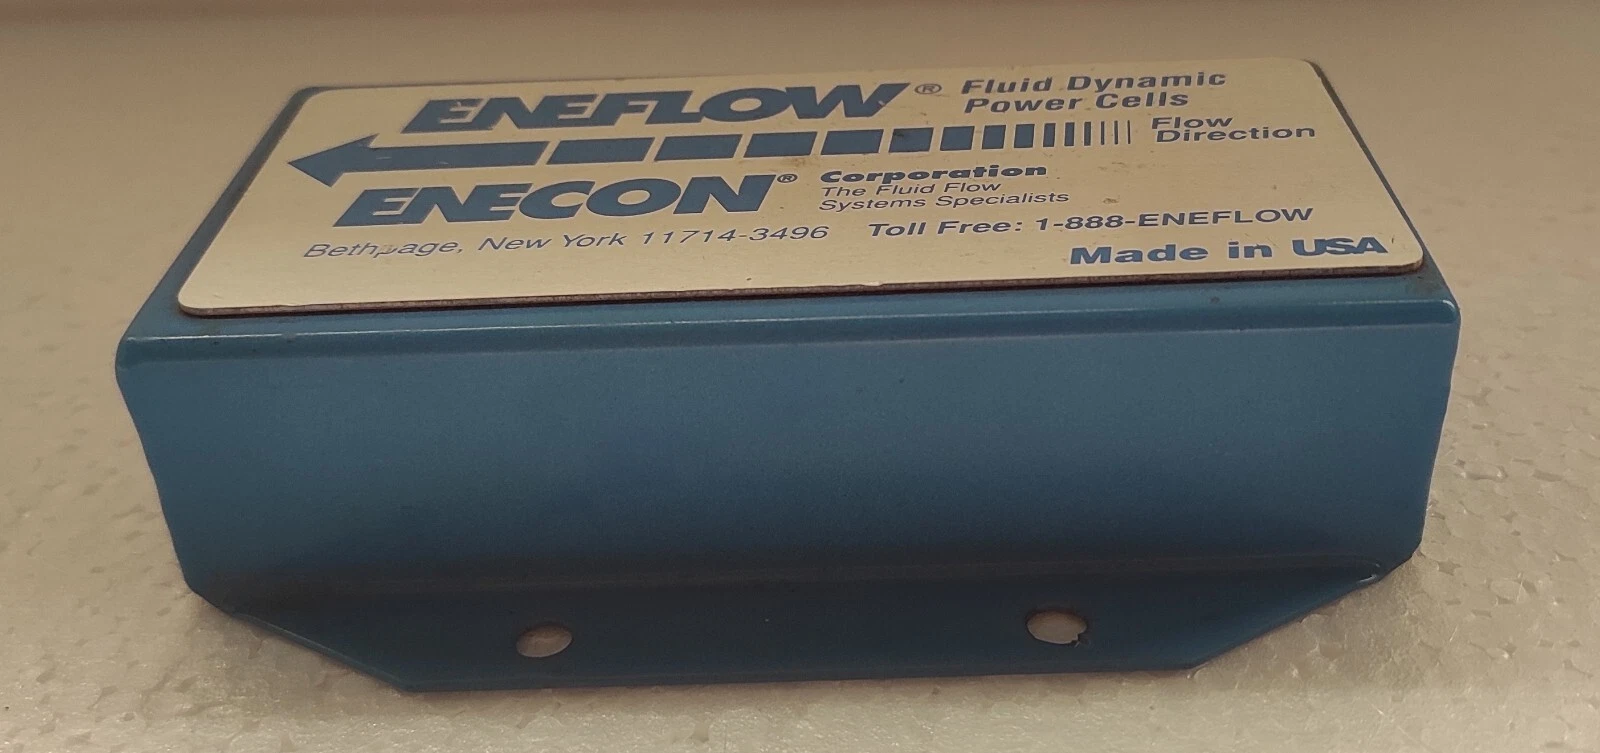 ENEFLOW® Fluid Dynamic
Power Cells
Flow
Direction
ENECON® Corporation
The Fluid Flow
Systems Specialists
Bethpage, New York 11714-3496 Toll Free: 1-888-ENEFLOW
Made in USA